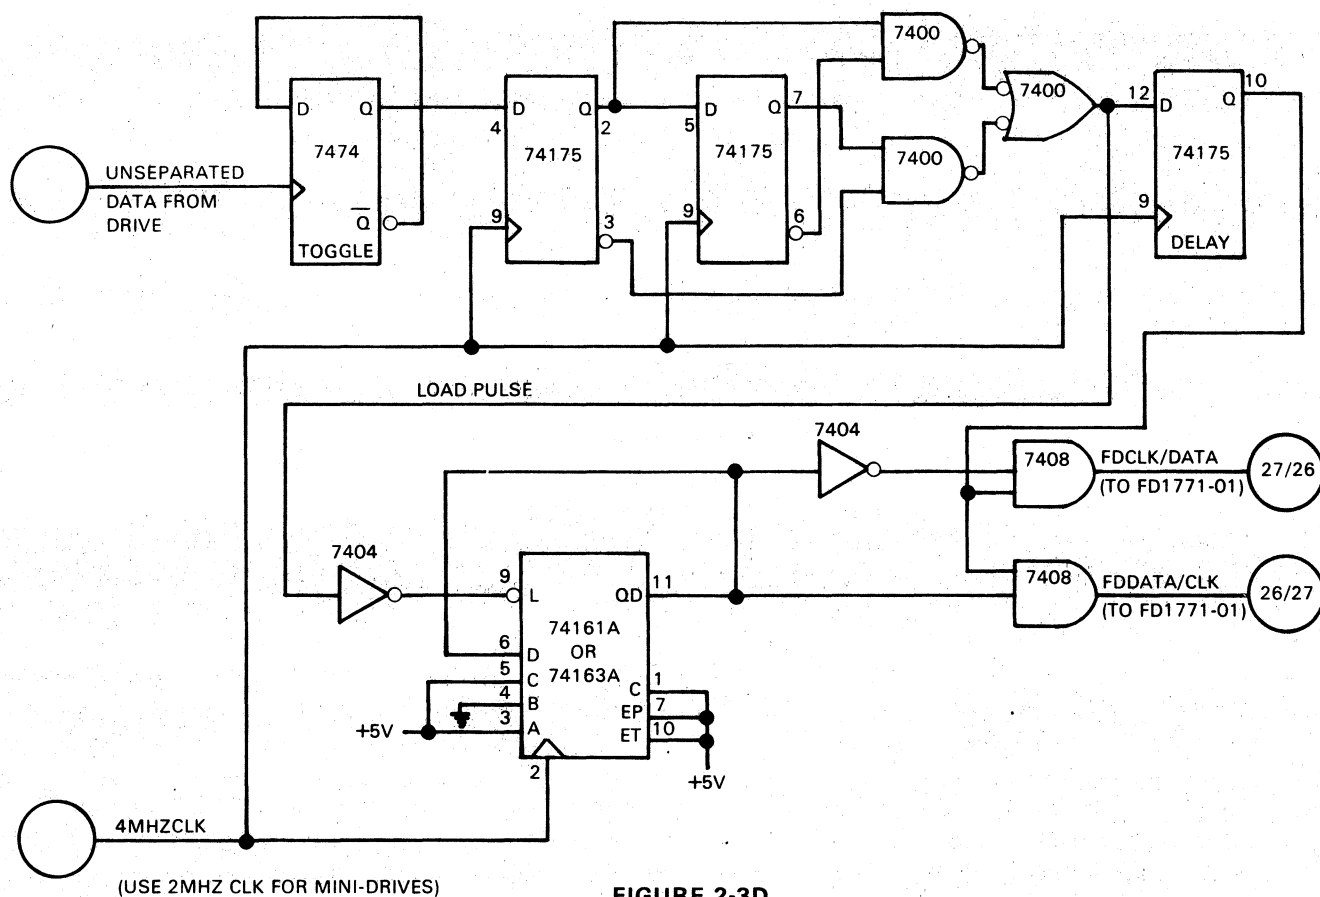 7400
D Q
7474
Q
TOGGLE
UNSEPARATED
DATA FROM
DRIVE
D Q
4 2
74175
9 3
D Q 7
5
74175
9 6
7400
7400
12 D Q 10
74175
9
DELAY
LOAD PULSE
7404
7408
FDCLK/DATA
(TO FD1771-01)
27/26
7404
9 L QD 11
74161A
OR
74163A
6 D
5 C
4 B
3 A
C 1
EP 7
ET 10
2
+5V
+5V
7408
FDDATA/CLK
(TO FD1771-01)
26/27
4MHZCLK
(USE 2MHZ CLK FOR MINI-DRIVES)
FIGURE 2-3D